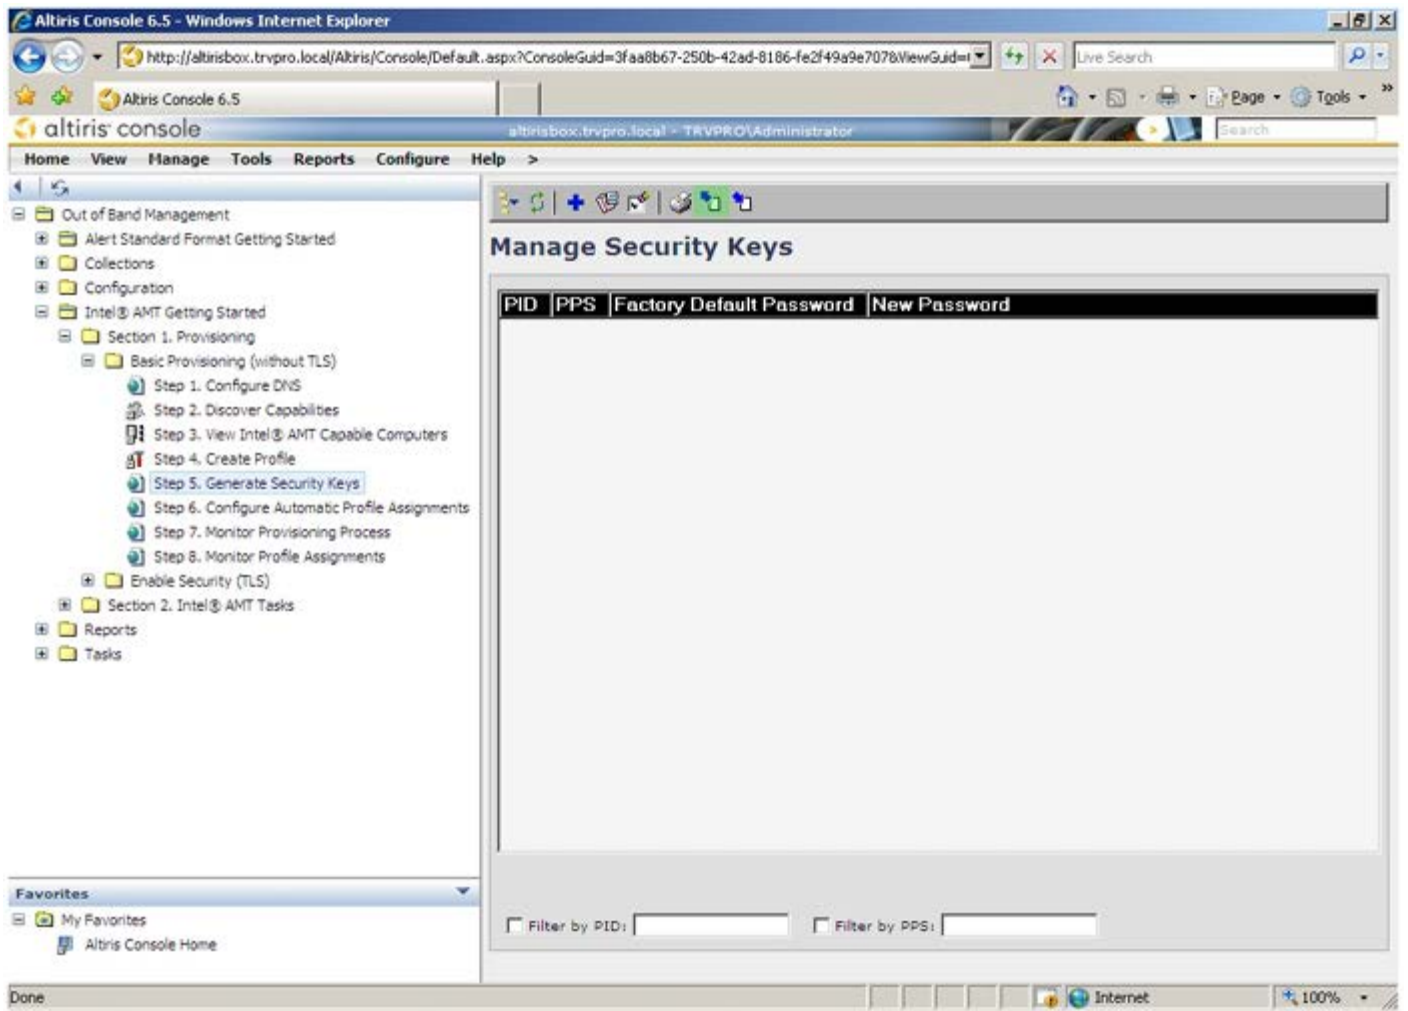 Altiris Console 6.5 - Windows Internet Explorer
http://altirisbox.trvpro.local/Altiris/Console/Default.aspx?ConsoleGuid=3faa8b67-250b-42ad-8186-fe2f49a9e707&ViewGuid=
Live Search
Altiris Console 6.5
Page
Tools
altiris console
altirisbox.trvpro.local - TRVPRO\Administrator
Search
Home View Manage Tools Reports Configure Help >
Out of Band Management
Alert Standard Format Getting Started
Collections
Configuration
Intel® AMT Getting Started
Section 1. Provisioning
Basic Provisioning (without TLS)
Step 1. Configure DNS
Step 2. Discover Capabilities
Step 3. View Intel® AMT Capable Computers
Step 4. Create Profile
Step 5. Generate Security Keys
Step 6. Configure Automatic Profile Assignments
Step 7. Monitor Provisioning Process
Step 8. Monitor Profile Assignments
Enable Security (TLS)
Section 2. Intel® AMT Tasks
Reports
Tasks
Manage Security Keys
PID PPS Factory Default Password New Password
Favorites
My Favorites
Altiris Console Home
Filter by PID:
Filter by PPS:
Done
Internet
100%